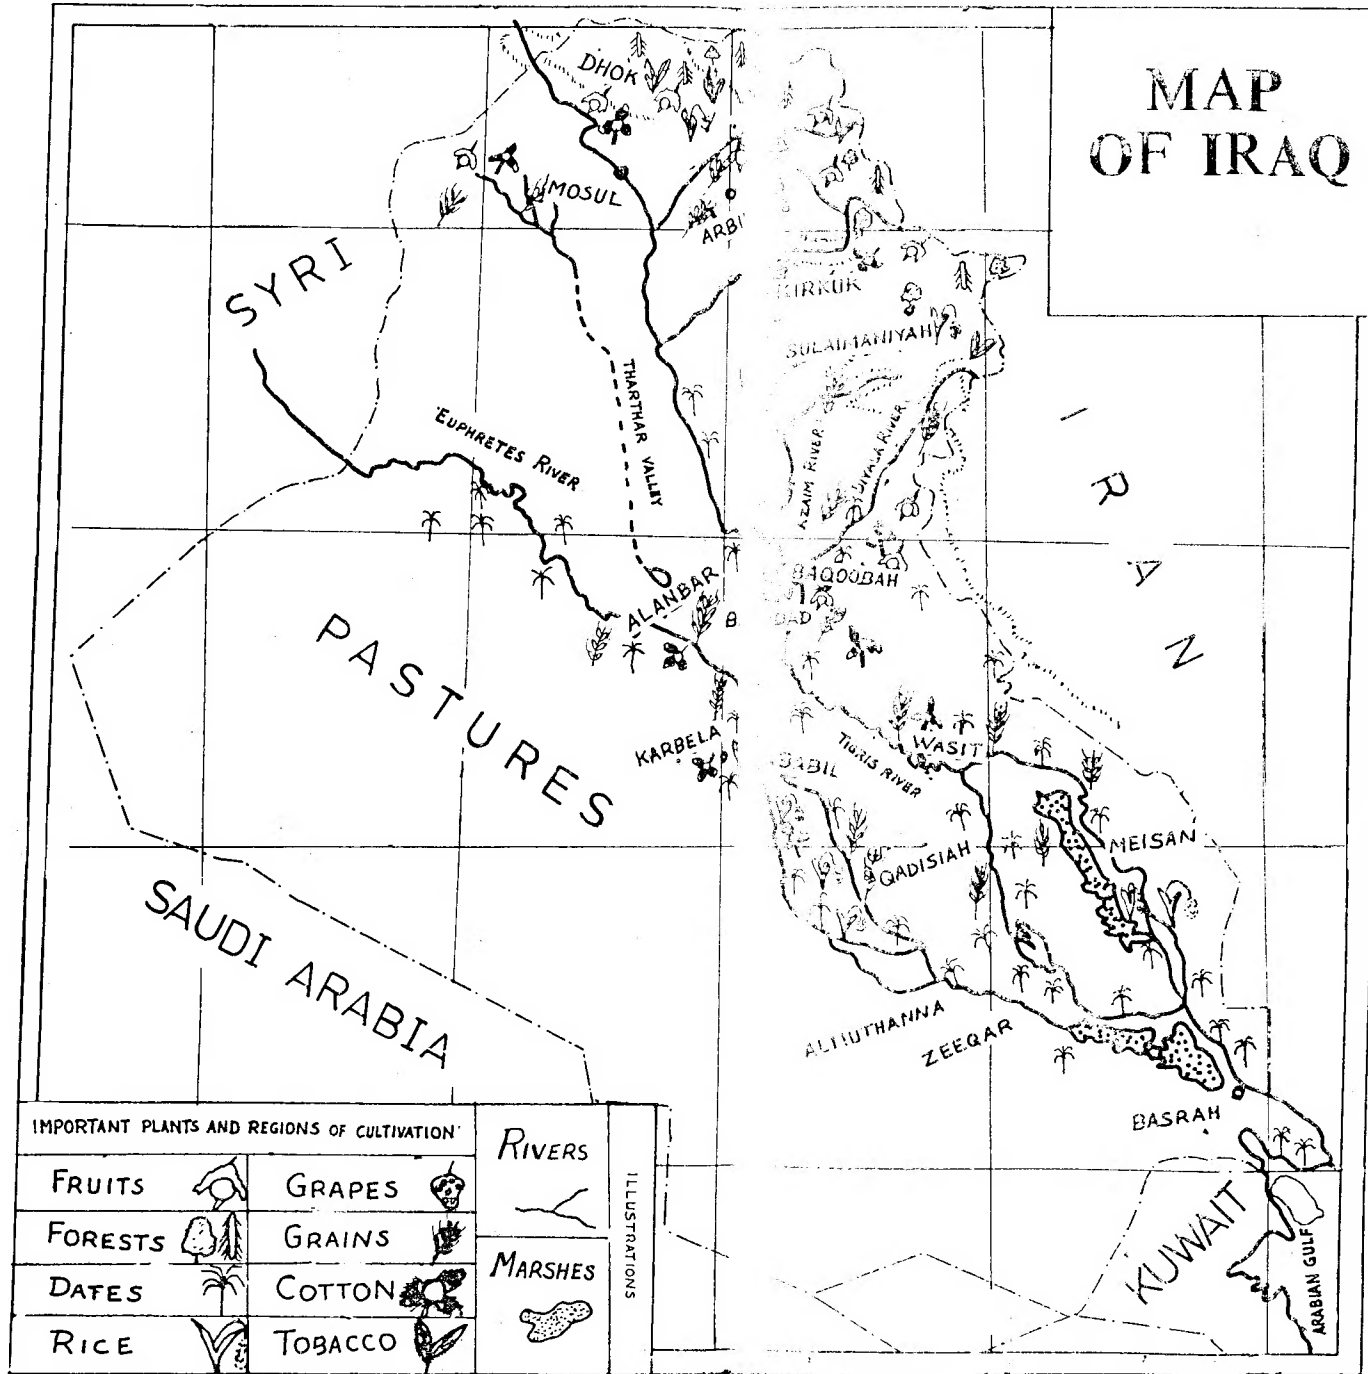 MAP
OF IRAQ
DHOK
MOSUL
ARBI
SYRI
KIRKUK
SULAIMANIYAH
THARTHAR VALLEY
EUPHRETES RIVER
AZAIM RIVER
DIYALA RIVER
IRAN
BAQOOBAH
ALANBAR
B DAD
PASTURES
KARBELA
BABIL
TIGRIS RIVER
WASIT
QADISIAH
MEISAN
SAUDI ARABIA
ALMUTHANNA
ZEEQAR
BASRAH
KUWAIT
ARABIAN GULF
IMPORTANT PLANTS AND REGIONS OF CULTIVATION
FRUITS
GRAPES
FORESTS
GRAINS
DATES
COTTON
RICE
TOBACCO
RIVERS
MARSHES
ILLUSTRATIONS